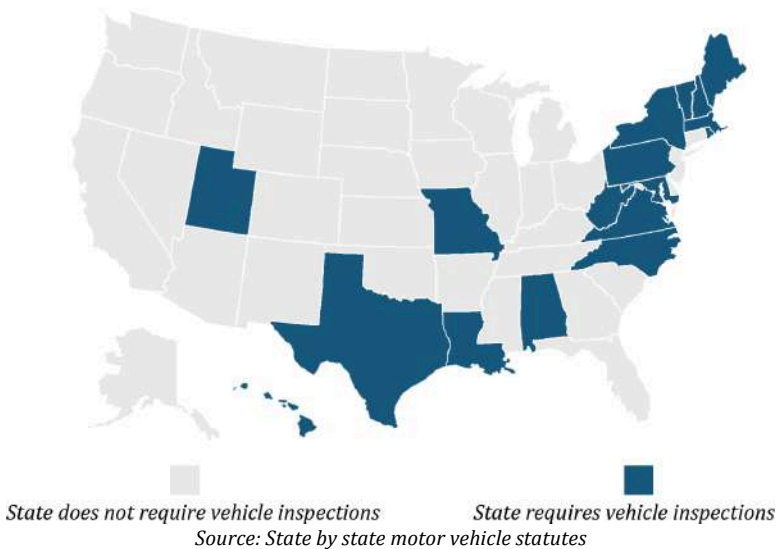 State does not require vehicle inspections
State requires vehicle inspections
Source: State by state motor vehicle statutes